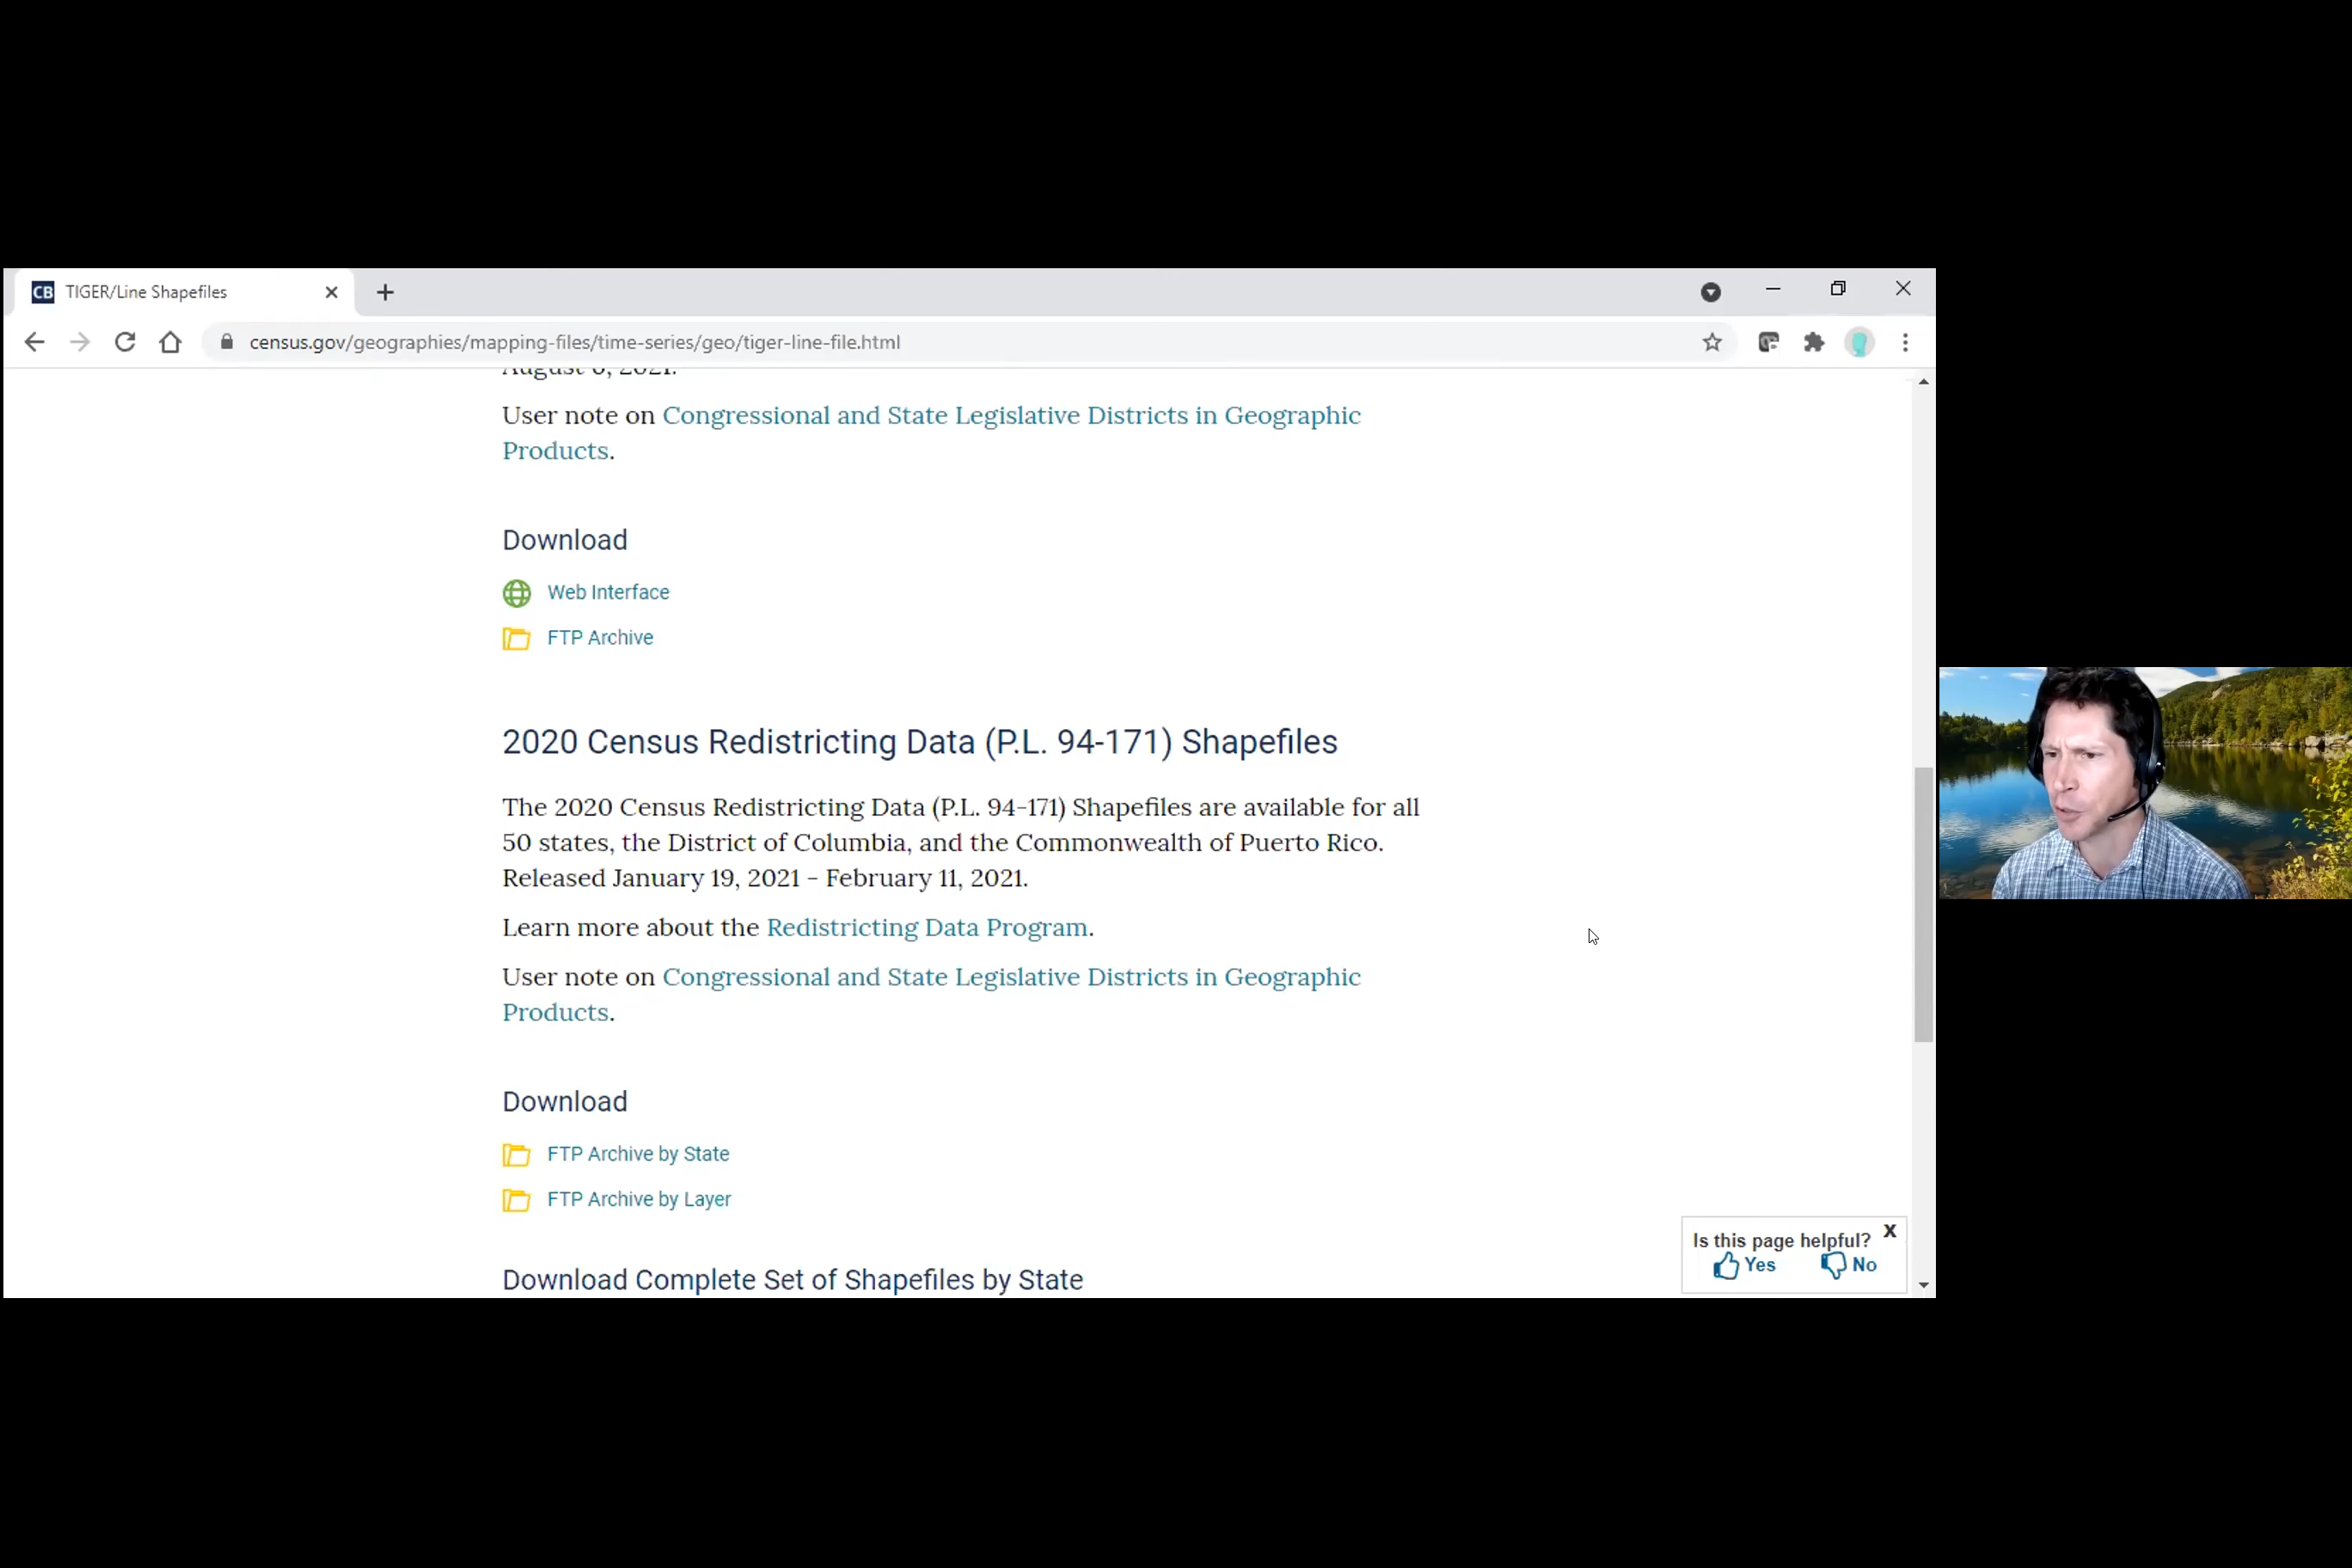 CB TIGER/Line Shapefiles
census.gov/geographies/mapping-files/time-series/geo/tiger-line-file.html
August 6, 2021.
User note on Congressional and State Legislative Districts in Geographic
Products.
Download
Web Interface
FTP Archive
2020 Census Redistricting Data (P.L. 94-171) Shapefiles
The 2020 Census Redistricting Data (P.L. 94-171) Shapefiles are available for all
50 states, the District of Columbia, and the Commonwealth of Puerto Rico.
Released January 19, 2021 - February 11, 2021.
Learn more about the Redistricting Data Program.
User note on Congressional and State Legislative Districts in Geographic
Products.
Download
FTP Archive by State
FTP Archive by Layer
Download Complete Set of Shapefiles by State
Is this page helpful? X
Yes No